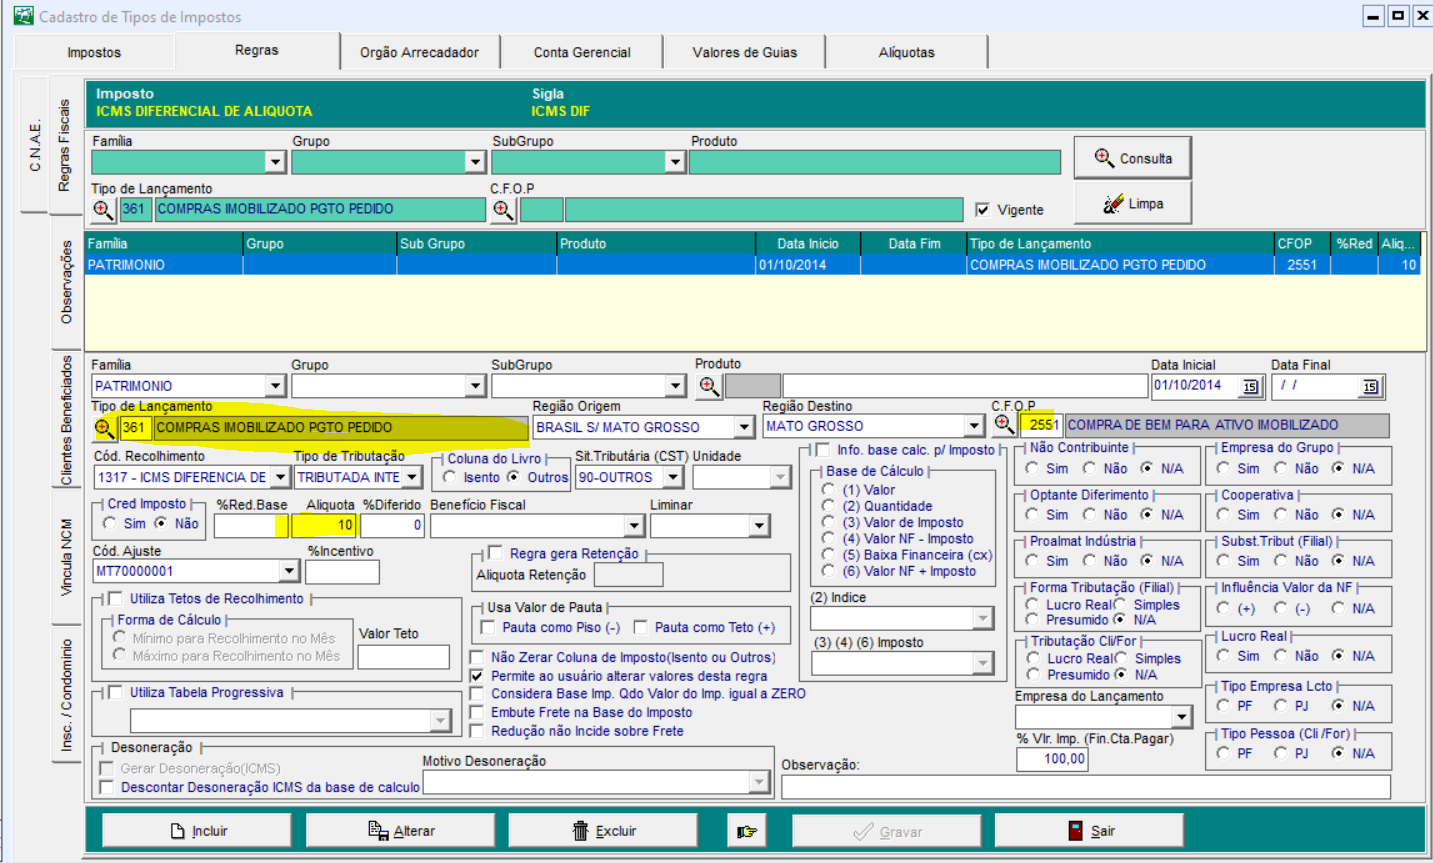 Cadastro de Tipos de Impostos
Impostos Regras Orgão Arrecadador Conta Gerencial Valores de Guias Alíquotas
C.N.A.E.
Regras Fiscais
Observações
Clientes Beneficiados
Vincula NCM
Insc. / Condominio
Imposto Sigla
ICMS DIFERENCIAL DE ALIQUOTA ICMS DIF
Família Grupo SubGrupo Produto
Consulta
Tipo de Lançamento C.F.O.P
361 COMPRAS IMOBILIZADO PGTO PEDIDO Vigente Limpa
Família Grupo Sub Grupo Produto Data Inicio Data Fim Tipo de Lançamento CFOP %Red Aliq...
PATRIMONIO 01/10/2014 COMPRAS IMOBILIZADO PGTO PEDIDO 2551 10
Família Grupo SubGrupo Produto Data Inicial Data Final
PATRIMONIO 01/10/2014 15 / / 15
Tipo de Lançamento Região Origem Região Destino C.F.O.P
361 COMPRAS IMOBILIZADO PGTO PEDIDO BRASIL S/ MATO GROSSO MATO GROSSO 2551 COMPRA DE BEM PARA ATIVO IMOBILIZADO
Cód. Recolhimento Tipo de Tributação Coluna do Livro Sit.Tributária (CST) Unidade
1317 - ICMS DIFERENCIA DE TRIBUTADA INTE Isento Outros 90-OUTROS
Cred Imposto %Red.Base Aliquota %Diferido Benefício Fiscal Liminar
Sim Não 10 0
Cód. Ajuste %Incentivo
MT70000001
Regra gera Retenção
Aliquota Retenção
Utiliza Tetos de Recolhimento
Forma de Cálculo
Mínimo para Recolhimento no Mês
Máximo para Recolhimento no Mês
Valor Teto
Usa Valor de Pauta
Pauta como Piso (-) Pauta como Teto (+)
Não Zerar Coluna de Imposto(Isento ou Outros)
Permite ao usuário alterar valores desta regra
Considera Base Imp. Qdo Valor do Imp. igual a ZERO
Embute Frete na Base do Imposto
Redução não Incide sobre Frete
Utiliza Tabela Progressiva
Desoneração
Gerar Desoneração(ICMS)
Descontar Desoneração ICMS da base de calculo
Motivo Desoneração
Info. base calc. p/ Imposto
Base de Cálculo
(1) Valor
(2) Quantidade
(3) Valor de Imposto
(4) Valor NF - Imposto
(5) Baixa Financeira (cx)
(6) Valor NF + Imposto
(2) Indice
(3) (4) (6) Imposto
Não Contribuinte
Sim Não N/A
Empresa do Grupo
Sim Não N/A
Optante Diferimento
Sim Não N/A
Cooperativa
Sim Não N/A
Proalmat Indústria
Sim Não N/A
Subst.Tribut (Filial)
Sim Não N/A
Forma Tributação (Filial)
Lucro Real Simples
Presumido N/A
Influência Valor da NF
(+) (-) N/A
Tributação Cli/For
Lucro Real Simples
Presumido N/A
Lucro Real
Sim Não N/A
Empresa do Lançamento
Tipo Empresa Lcto
PF PJ N/A
% Vlr. Imp. (Fin.Cta.Pagar)
100,00
Tipo Pessoa (Cli /For)
PF PJ N/A
Observação:
Incluir Alterar Excluir Gravar Sair